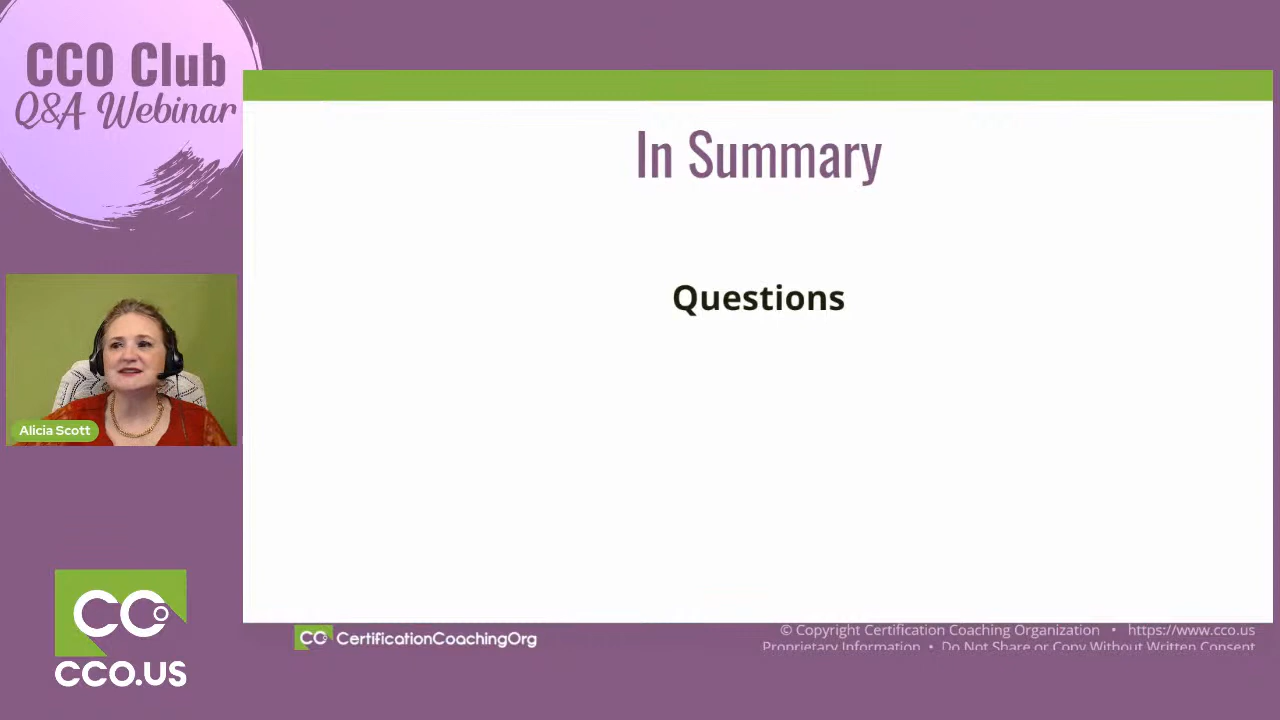 CCO Club
Q&A Webinar
In Summary
Questions
Alicia Scott
CCO
CCO.US
CCO CertificationCoachingOrg
© Copyright Certification Coaching Organization • https://www.cco.us
Proprietary Information • Do Not Share or Copy Without Written Consent